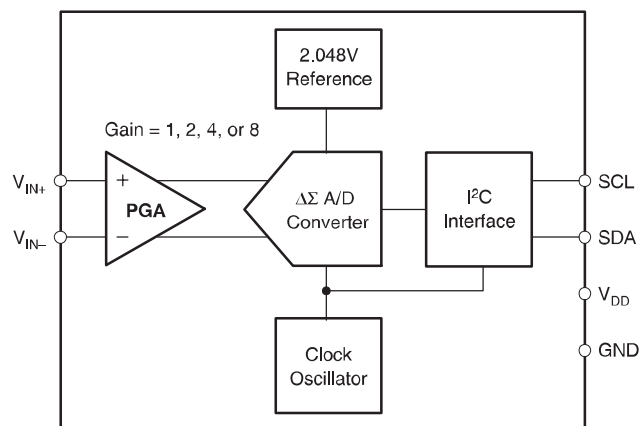 2.048V
Reference
Gain = 1, 2, 4, or 8
V_IN+
+
PGA
V_IN–
−
ΔΣ A/D
Converter
I²C
Interface
SCL
SDA
V_DD
GND
Clock
Oscillator